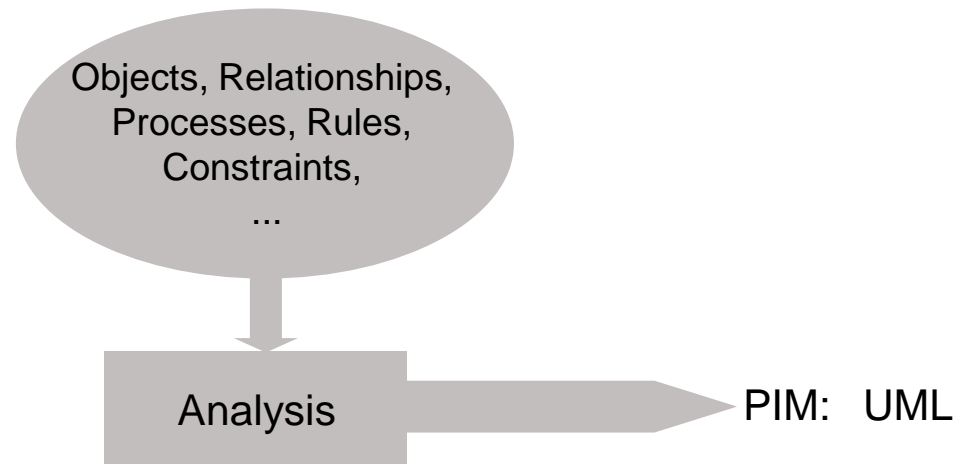 Objects, Relationships,
Processes, Rules,
Constraints,
...
Analysis
PIM: UML